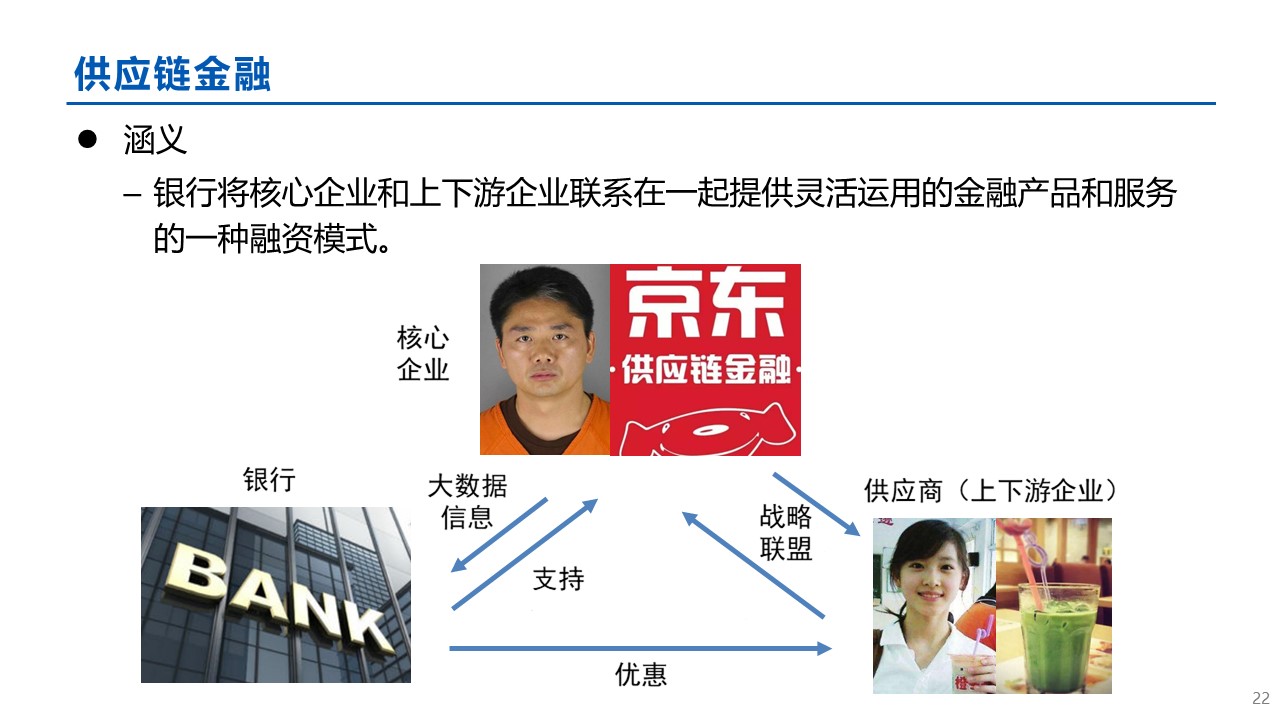 供应链金融
● 涵义
– 银行将核心企业和上下游企业联系在一起提供灵活运用的金融产品和服务
的一种融资模式。
京东
·供应链金融·
核心
企业
银行
大数据
信息
供应商（上下游企业）
战略
联盟
支持
BANK
优惠
22